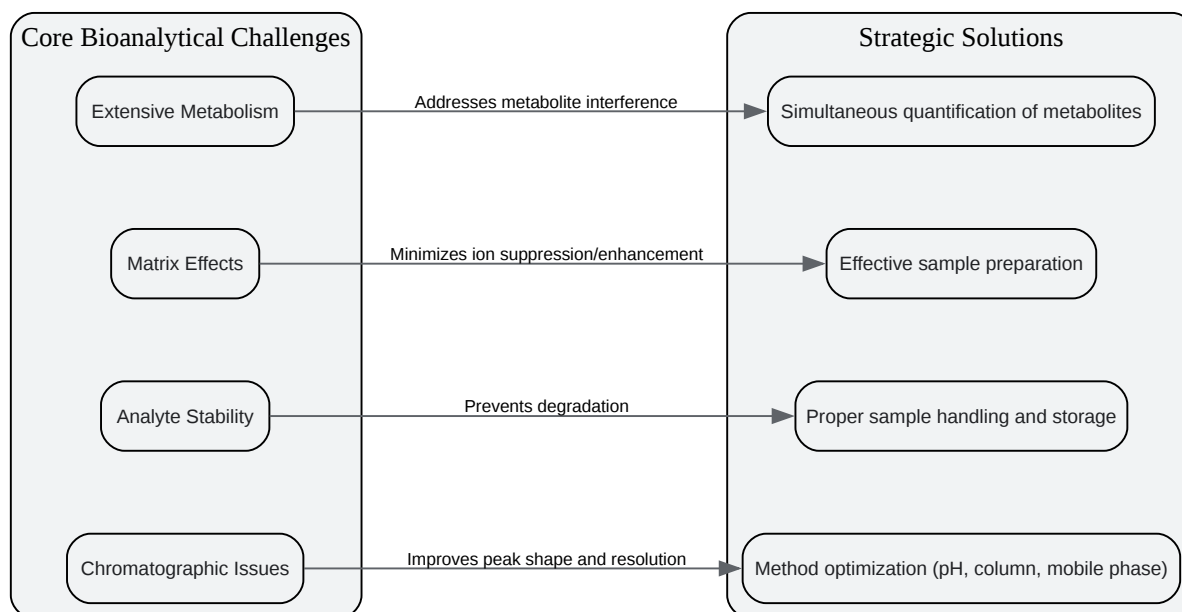 Core Bioanalytical Challenges
Strategic Solutions
Extensive Metabolism
Addresses metabolite interference
Simultaneous quantification of metabolites
Matrix Effects
Minimizes ion suppression/enhancement
Effective sample preparation
Analyte Stability
Prevents degradation
Proper sample handling and storage
Chromatographic Issues
Improves peak shape and resolution
Method optimization (pH, column, mobile phase)